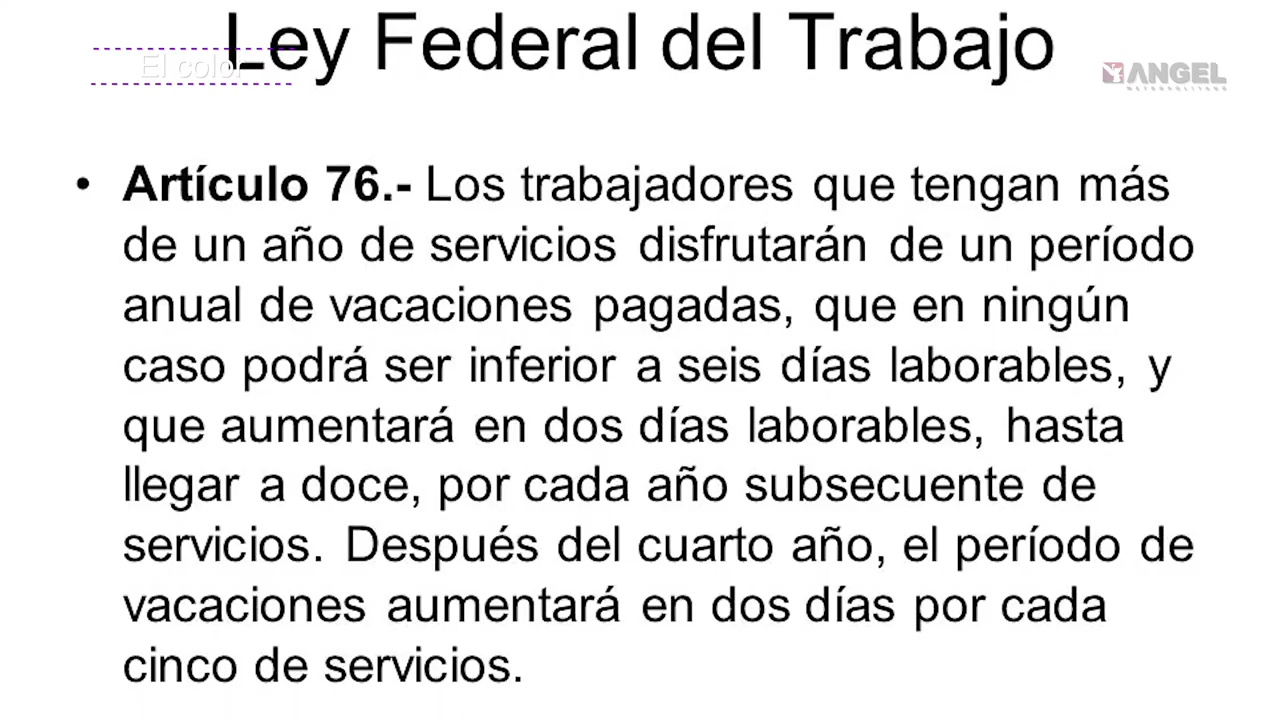 Ley Federal del Trabajo
El color
ANGEL
METROPOLITANO
• Artículo 76.- Los trabajadores que tengan más
de un año de servicios disfrutarán de un período
anual de vacaciones pagadas, que en ningún
caso podrá ser inferior a seis días laborables, y
que aumentará en dos días laborables, hasta
llegar a doce, por cada año subsecuente de
servicios. Después del cuarto año, el período de
vacaciones aumentará en dos días por cada
cinco de servicios.